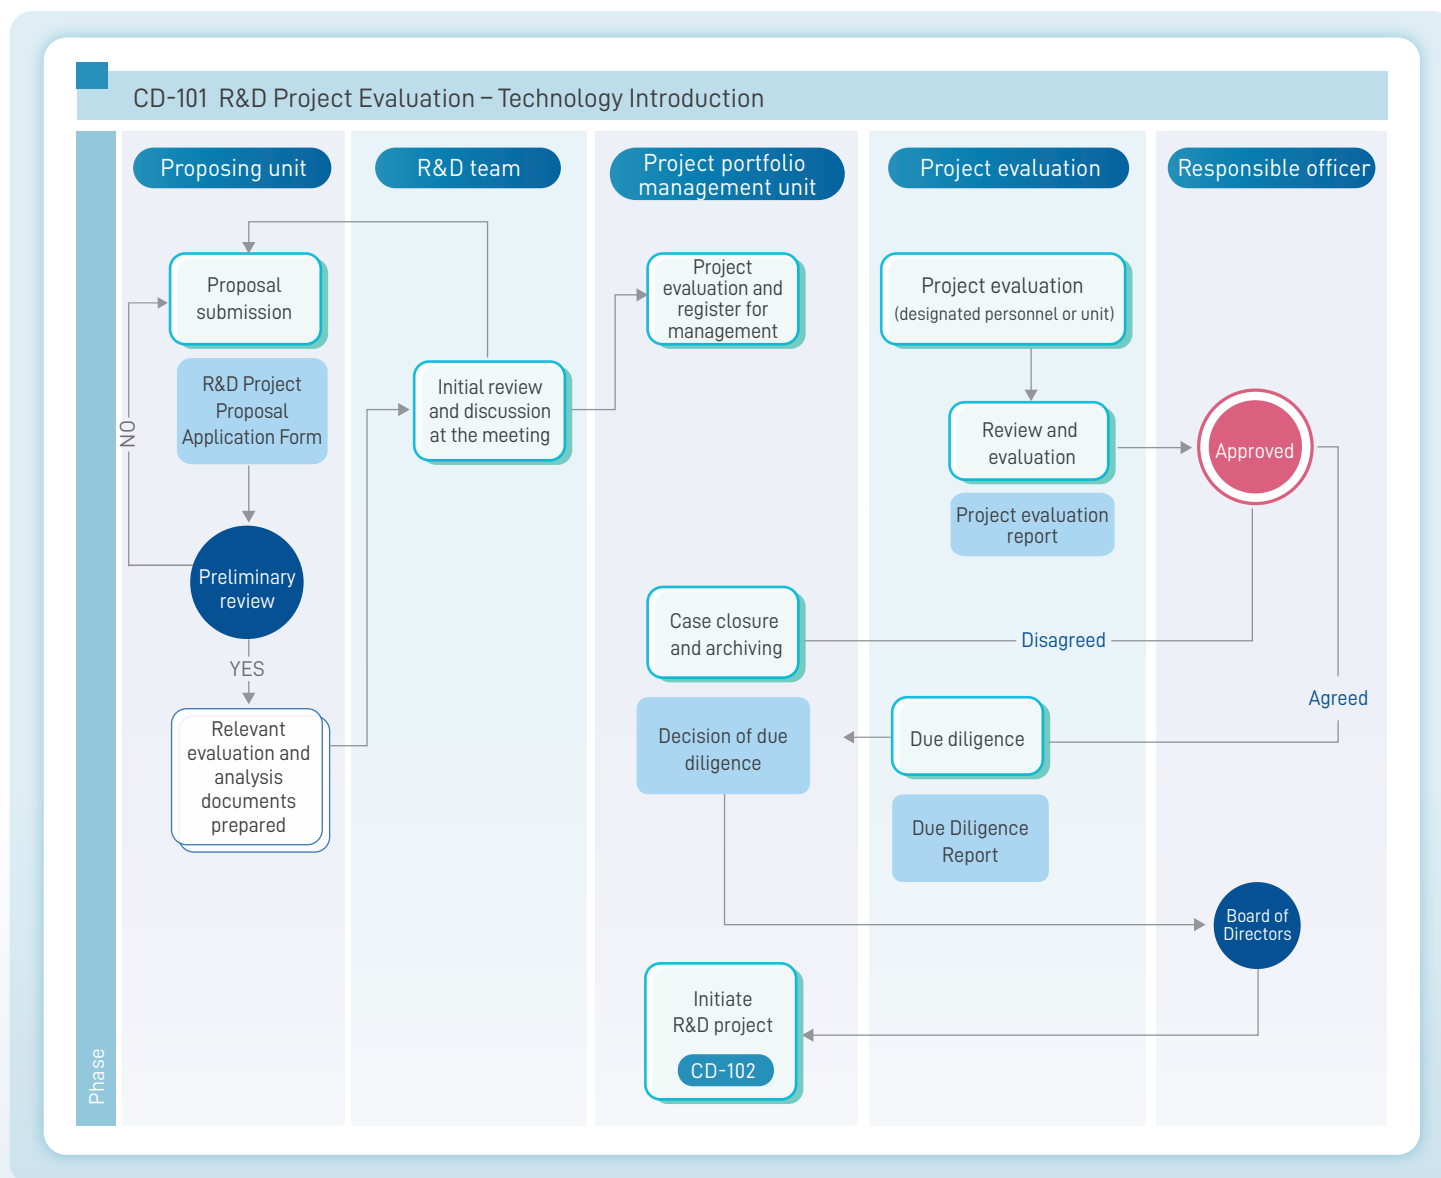 CD-101 R&D Project Evaluation – Technology Introduction
Phase
Proposing unit
R&D team
Project portfolio
management unit
Project evaluation
Responsible officer
Proposal
submission
R&D Project
Proposal
Application Form
NO
Preliminary
review
YES
Relevant
evaluation and
analysis
documents
prepared
Initial review
and discussion
at the meeting
Project
evaluation and
register for
management
Project evaluation
(designated personnel or unit)
Review and
evaluation
Project evaluation
report
Approved
Case closure
and archiving
Disagreed
Agreed
Decision of due
diligence
Due diligence
Due Diligence
Report
Board of
Directors
Initiate
R&D project
CD-102